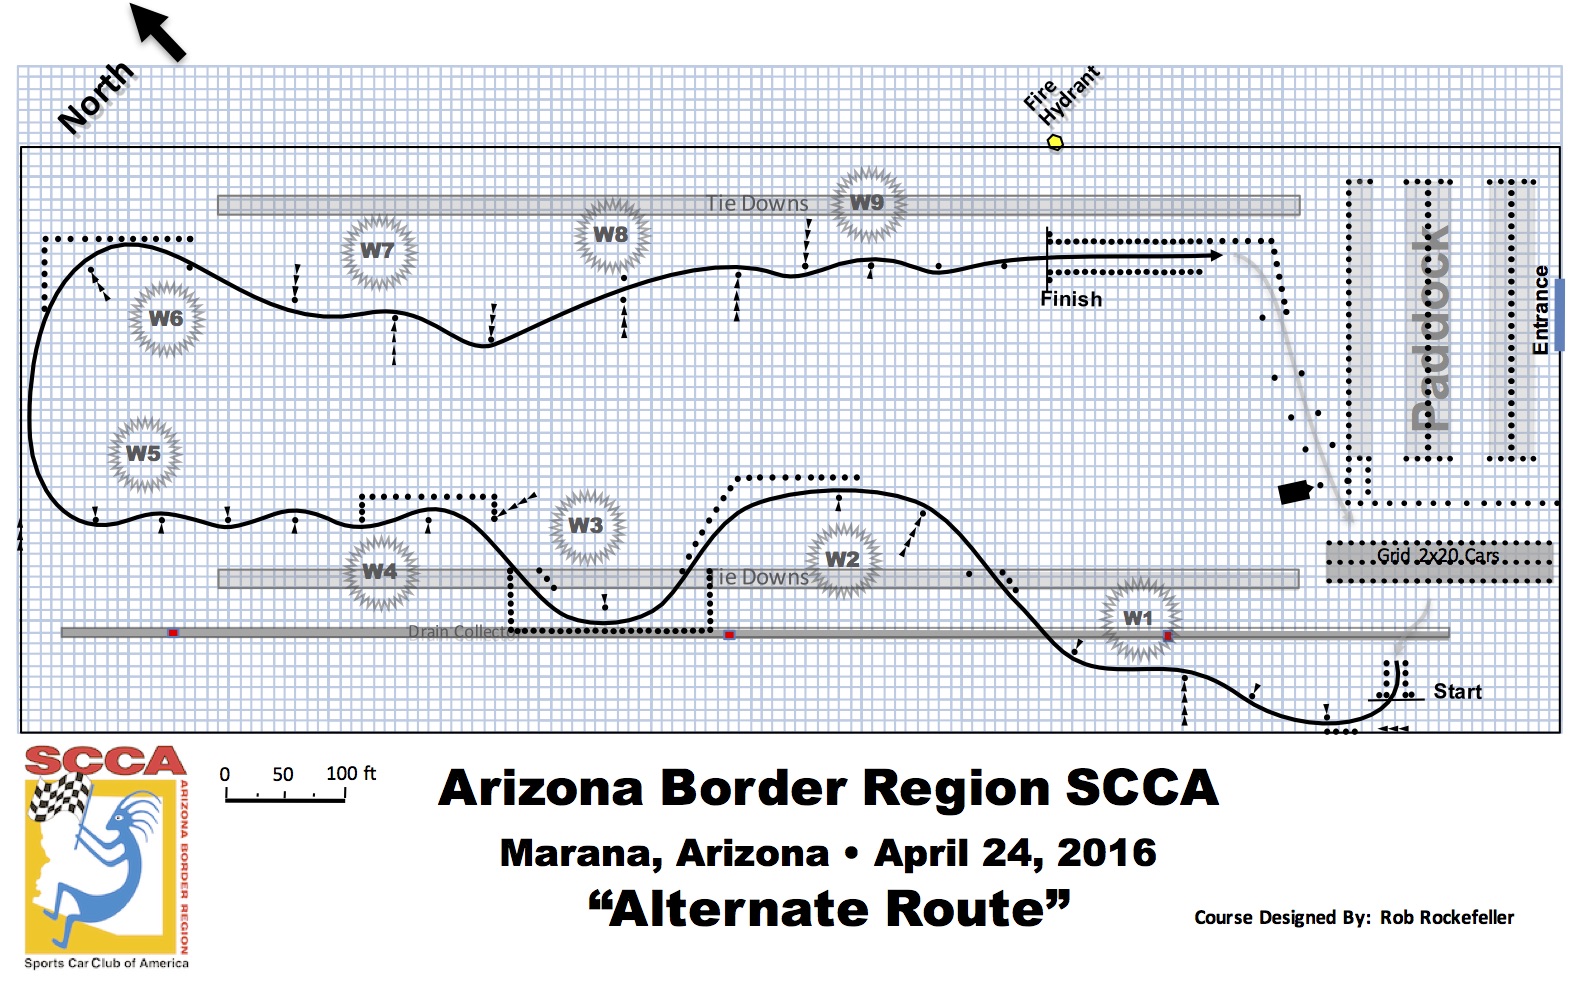 North
Fire
Hydrant
Tie Downs
W9
W8
W7
W6
Finish
Paddock
Entrance
W5
W3
W2
W4
Tie Downs
Grid 2x20 Cars
W1
Drain Collector
Start
SCCA
ARIZONA BORDER REGION
Sports Car Club of America
0 50 100 ft
Arizona Border Region SCCA
Marana, Arizona • April 24, 2016
“Alternate Route”
Course Designed By: Rob Rockefeller